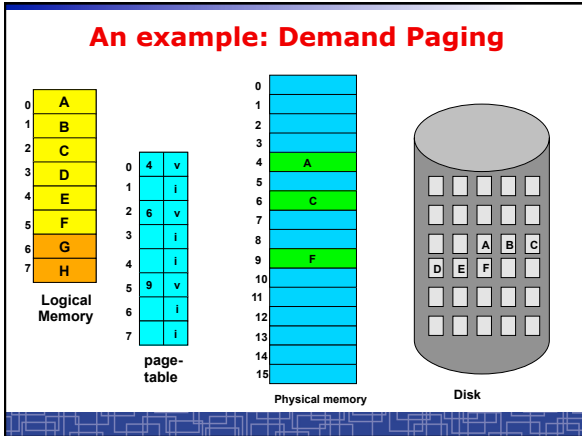 An example: Demand Paging
0 A
1 B
2 C
3 D
4 E
5 F
6 G
7 H
Logical
Memory
0 4 v
1 i
2 6 v
3 i
4 i
5 9 v
6 i
7 i
page-
table
0
1
2
3
4 A
5
6 C
7
8
9 F
10
11
12
13
14
15
Physical memory
A B C
D E F
Disk